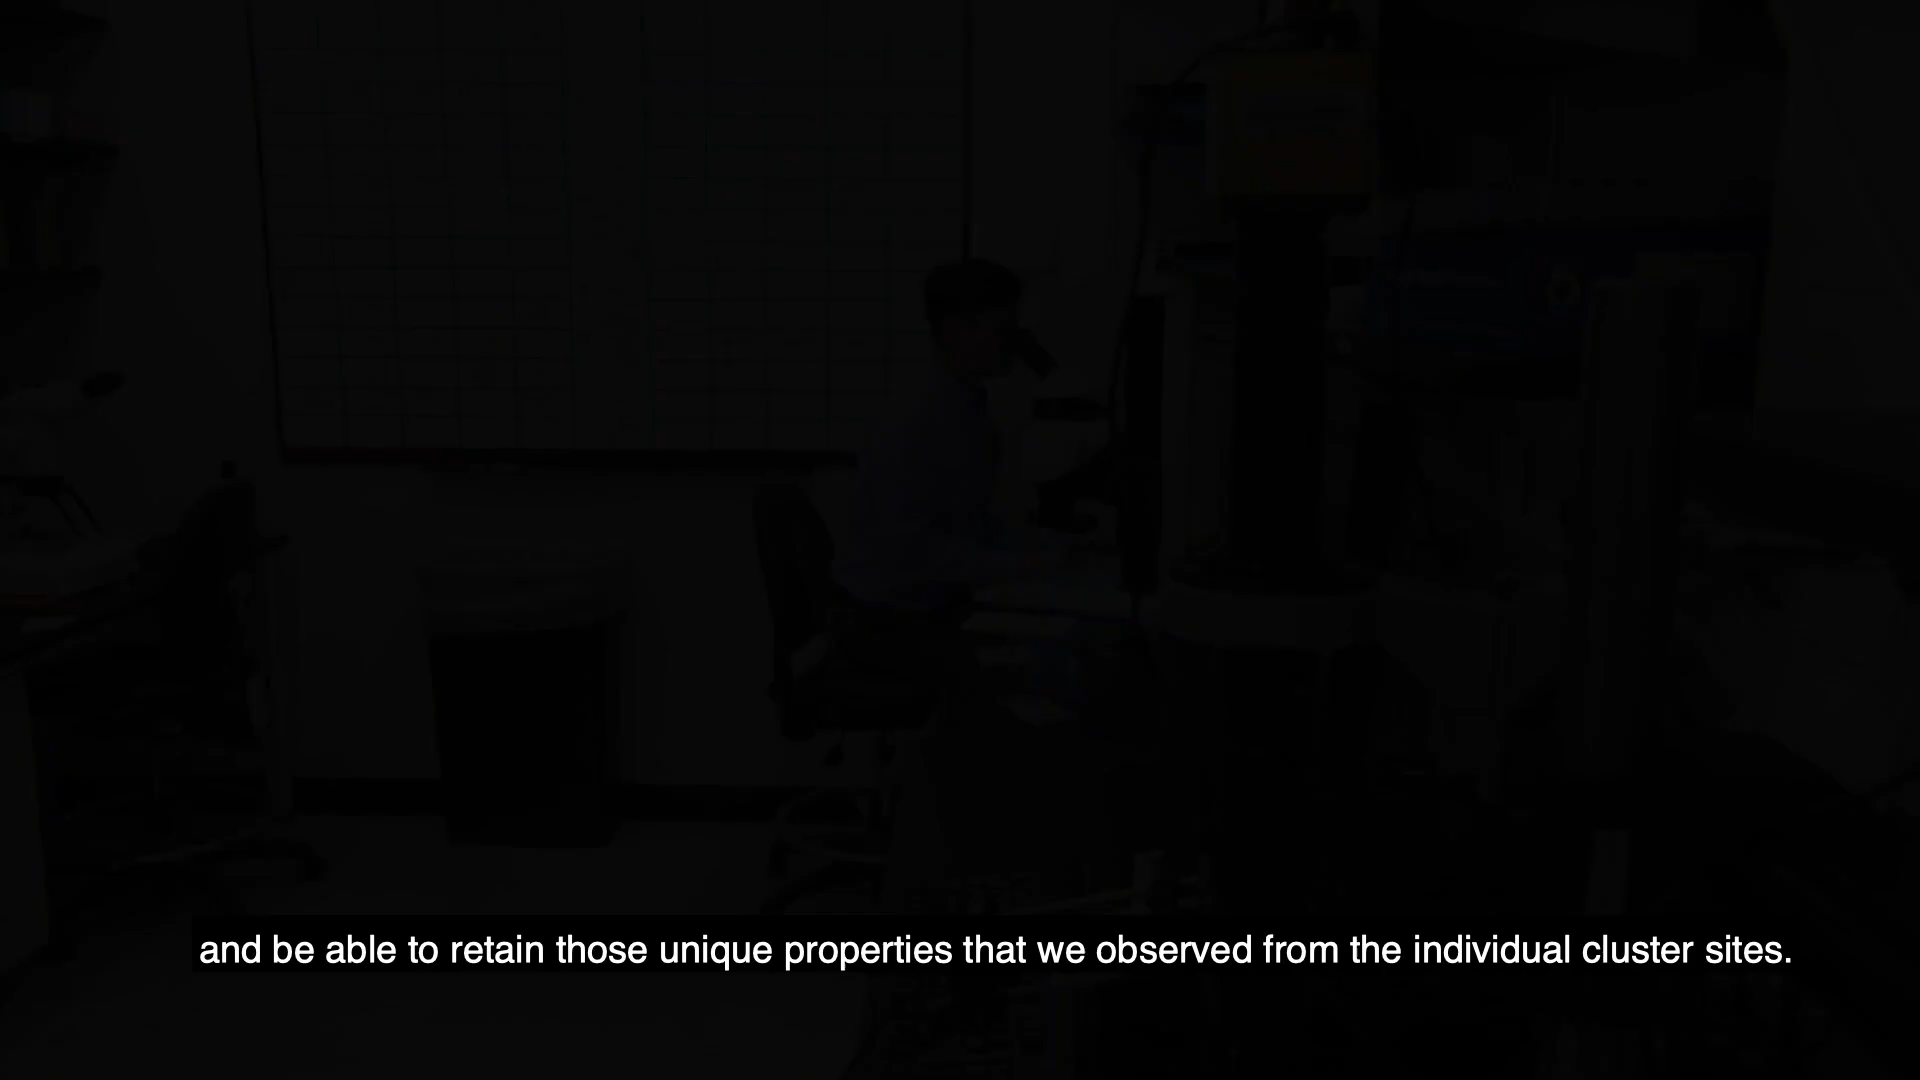 and be able to retain those unique properties that we observed from the individual cluster sites.